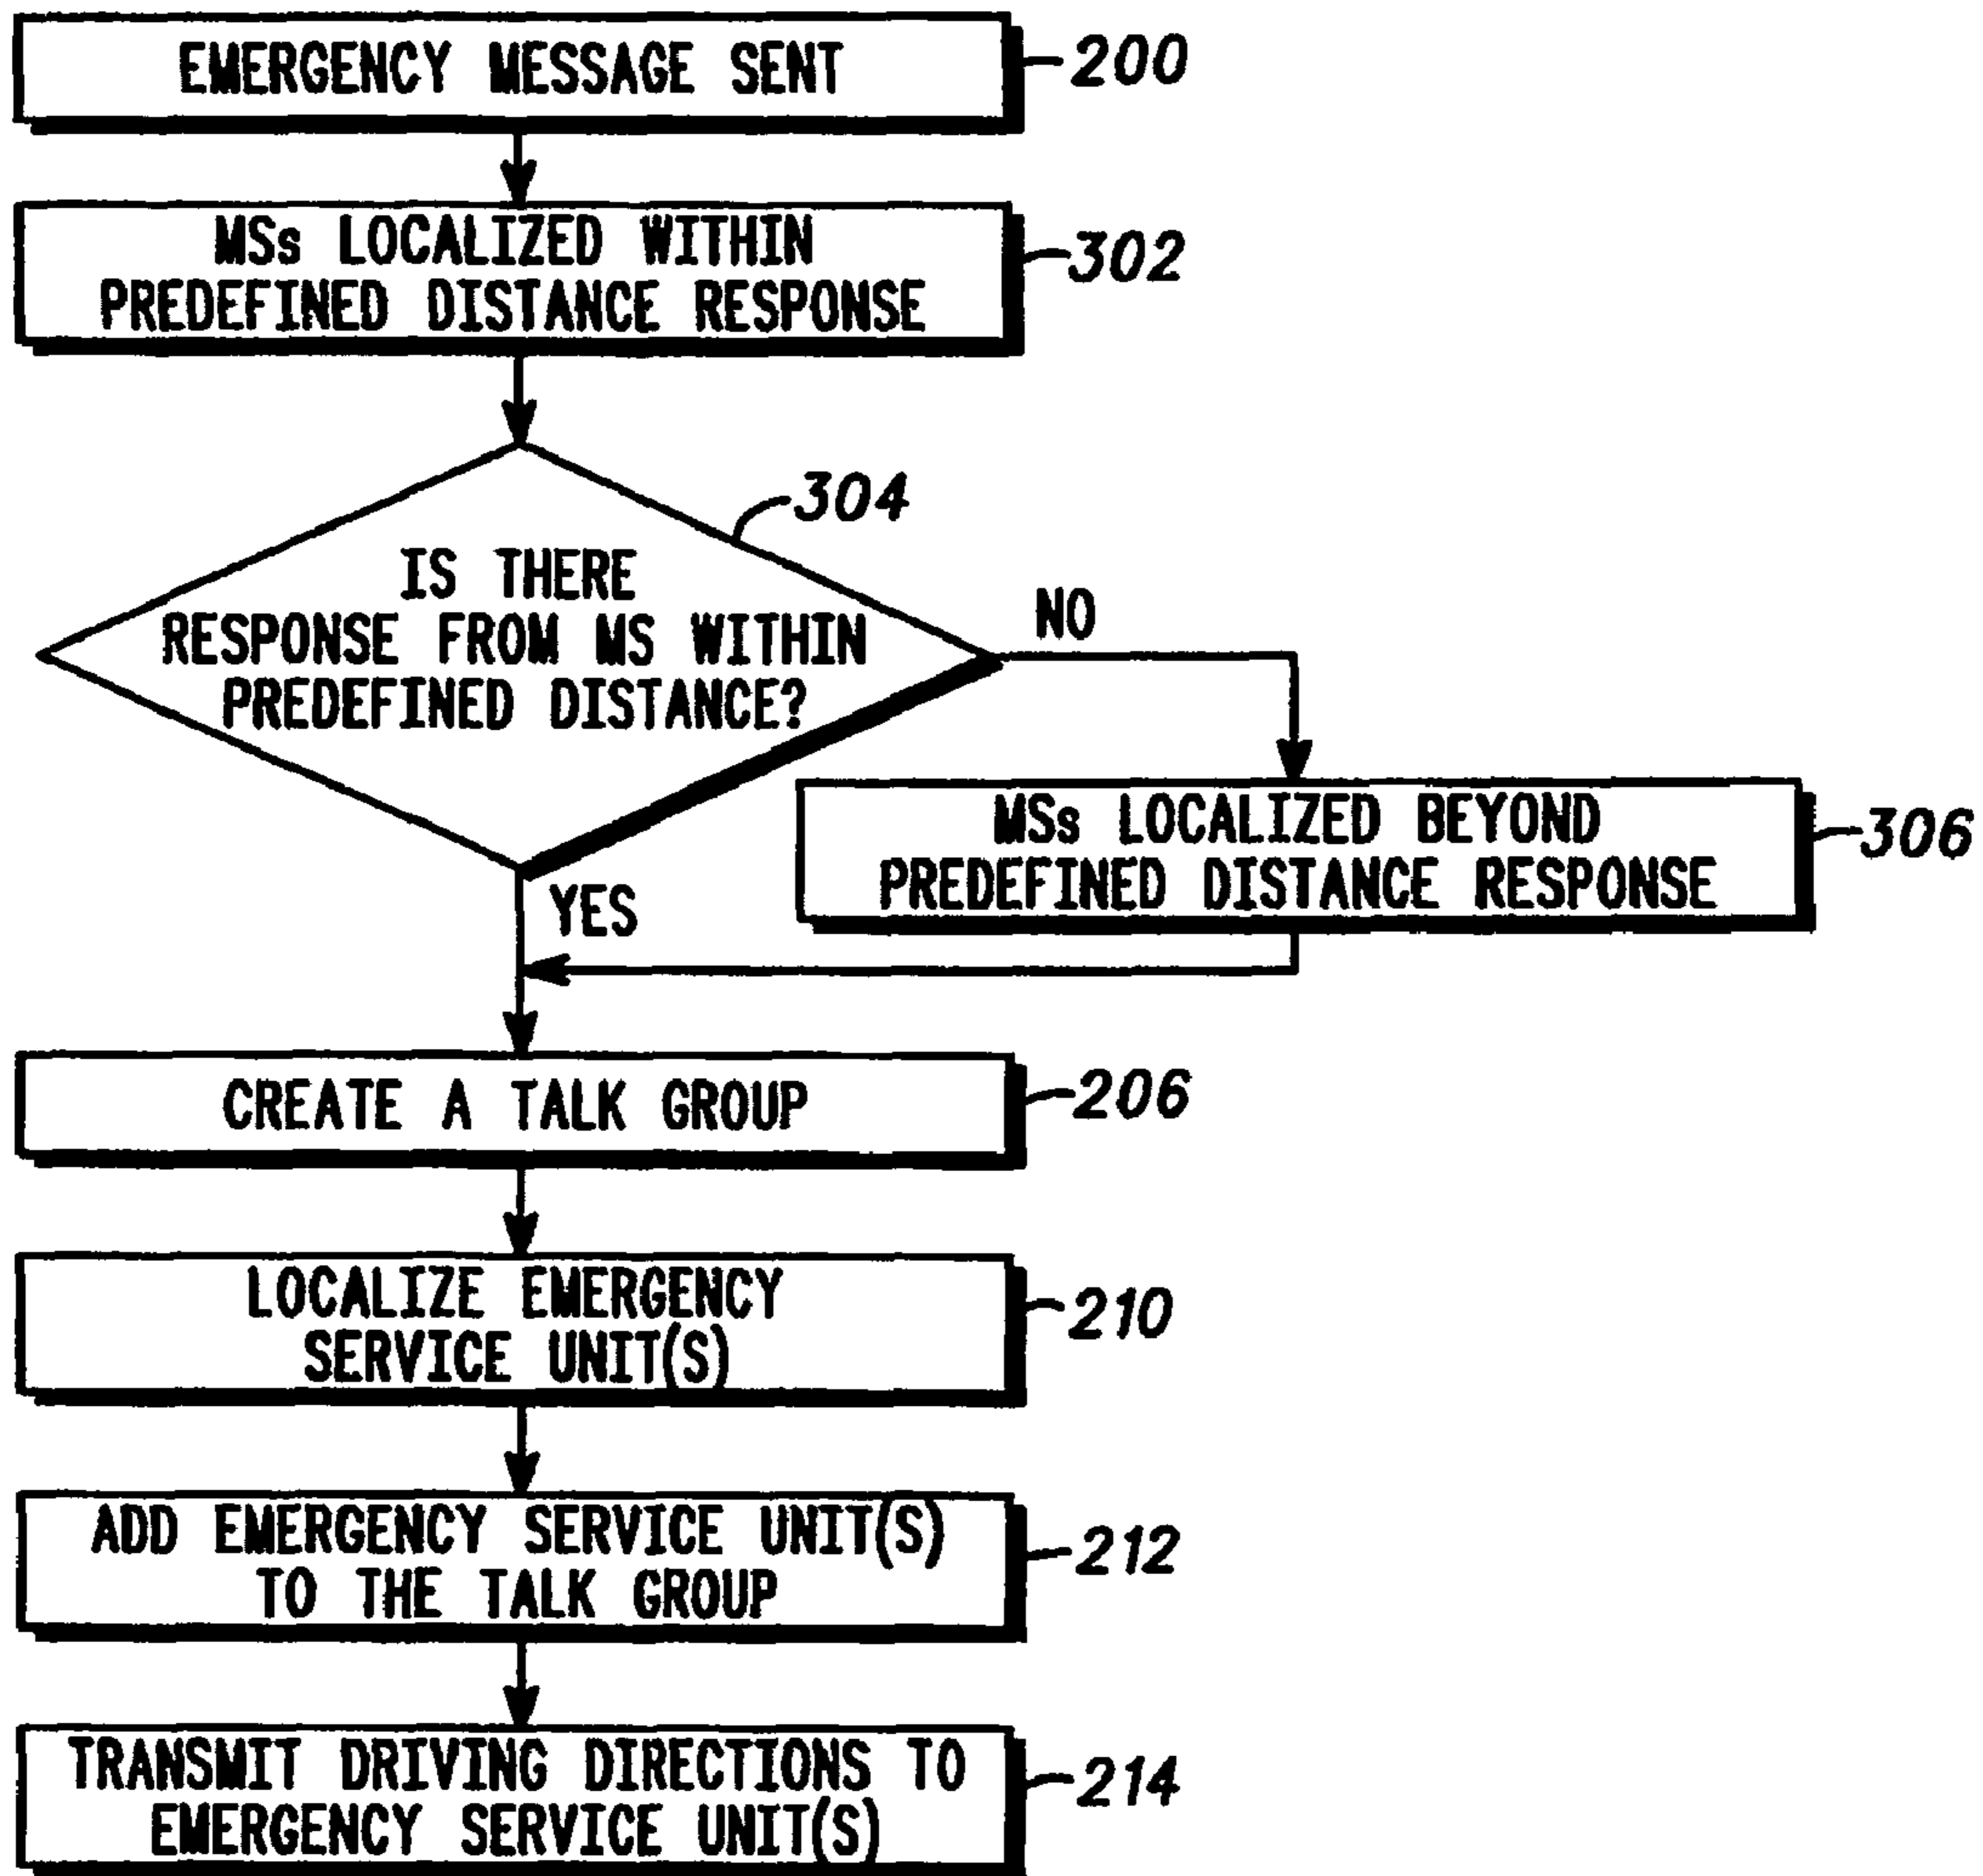 EMERGENCY MESSAGE SENT
200
MSs LOCALIZED WITHIN
PREDEFINED DISTANCE RESPONSE
302
304
IS THERE
RESPONSE FROM MS WITHIN
PREDEFINED DISTANCE?
NO
MSs LOCALIZED BEYOND
PREDEFINED DISTANCE RESPONSE
306
YES
CREATE A TALK GROUP
206
LOCALIZE EMERGENCY
SERVICE UNIT(S)
210
ADD EMERGENCY SERVICE UNIT(S)
TO THE TALK GROUP
212
TRANSMIT DRIVING DIRECTIONS TO
EMERGENCY SERVICE UNIT(S)
214